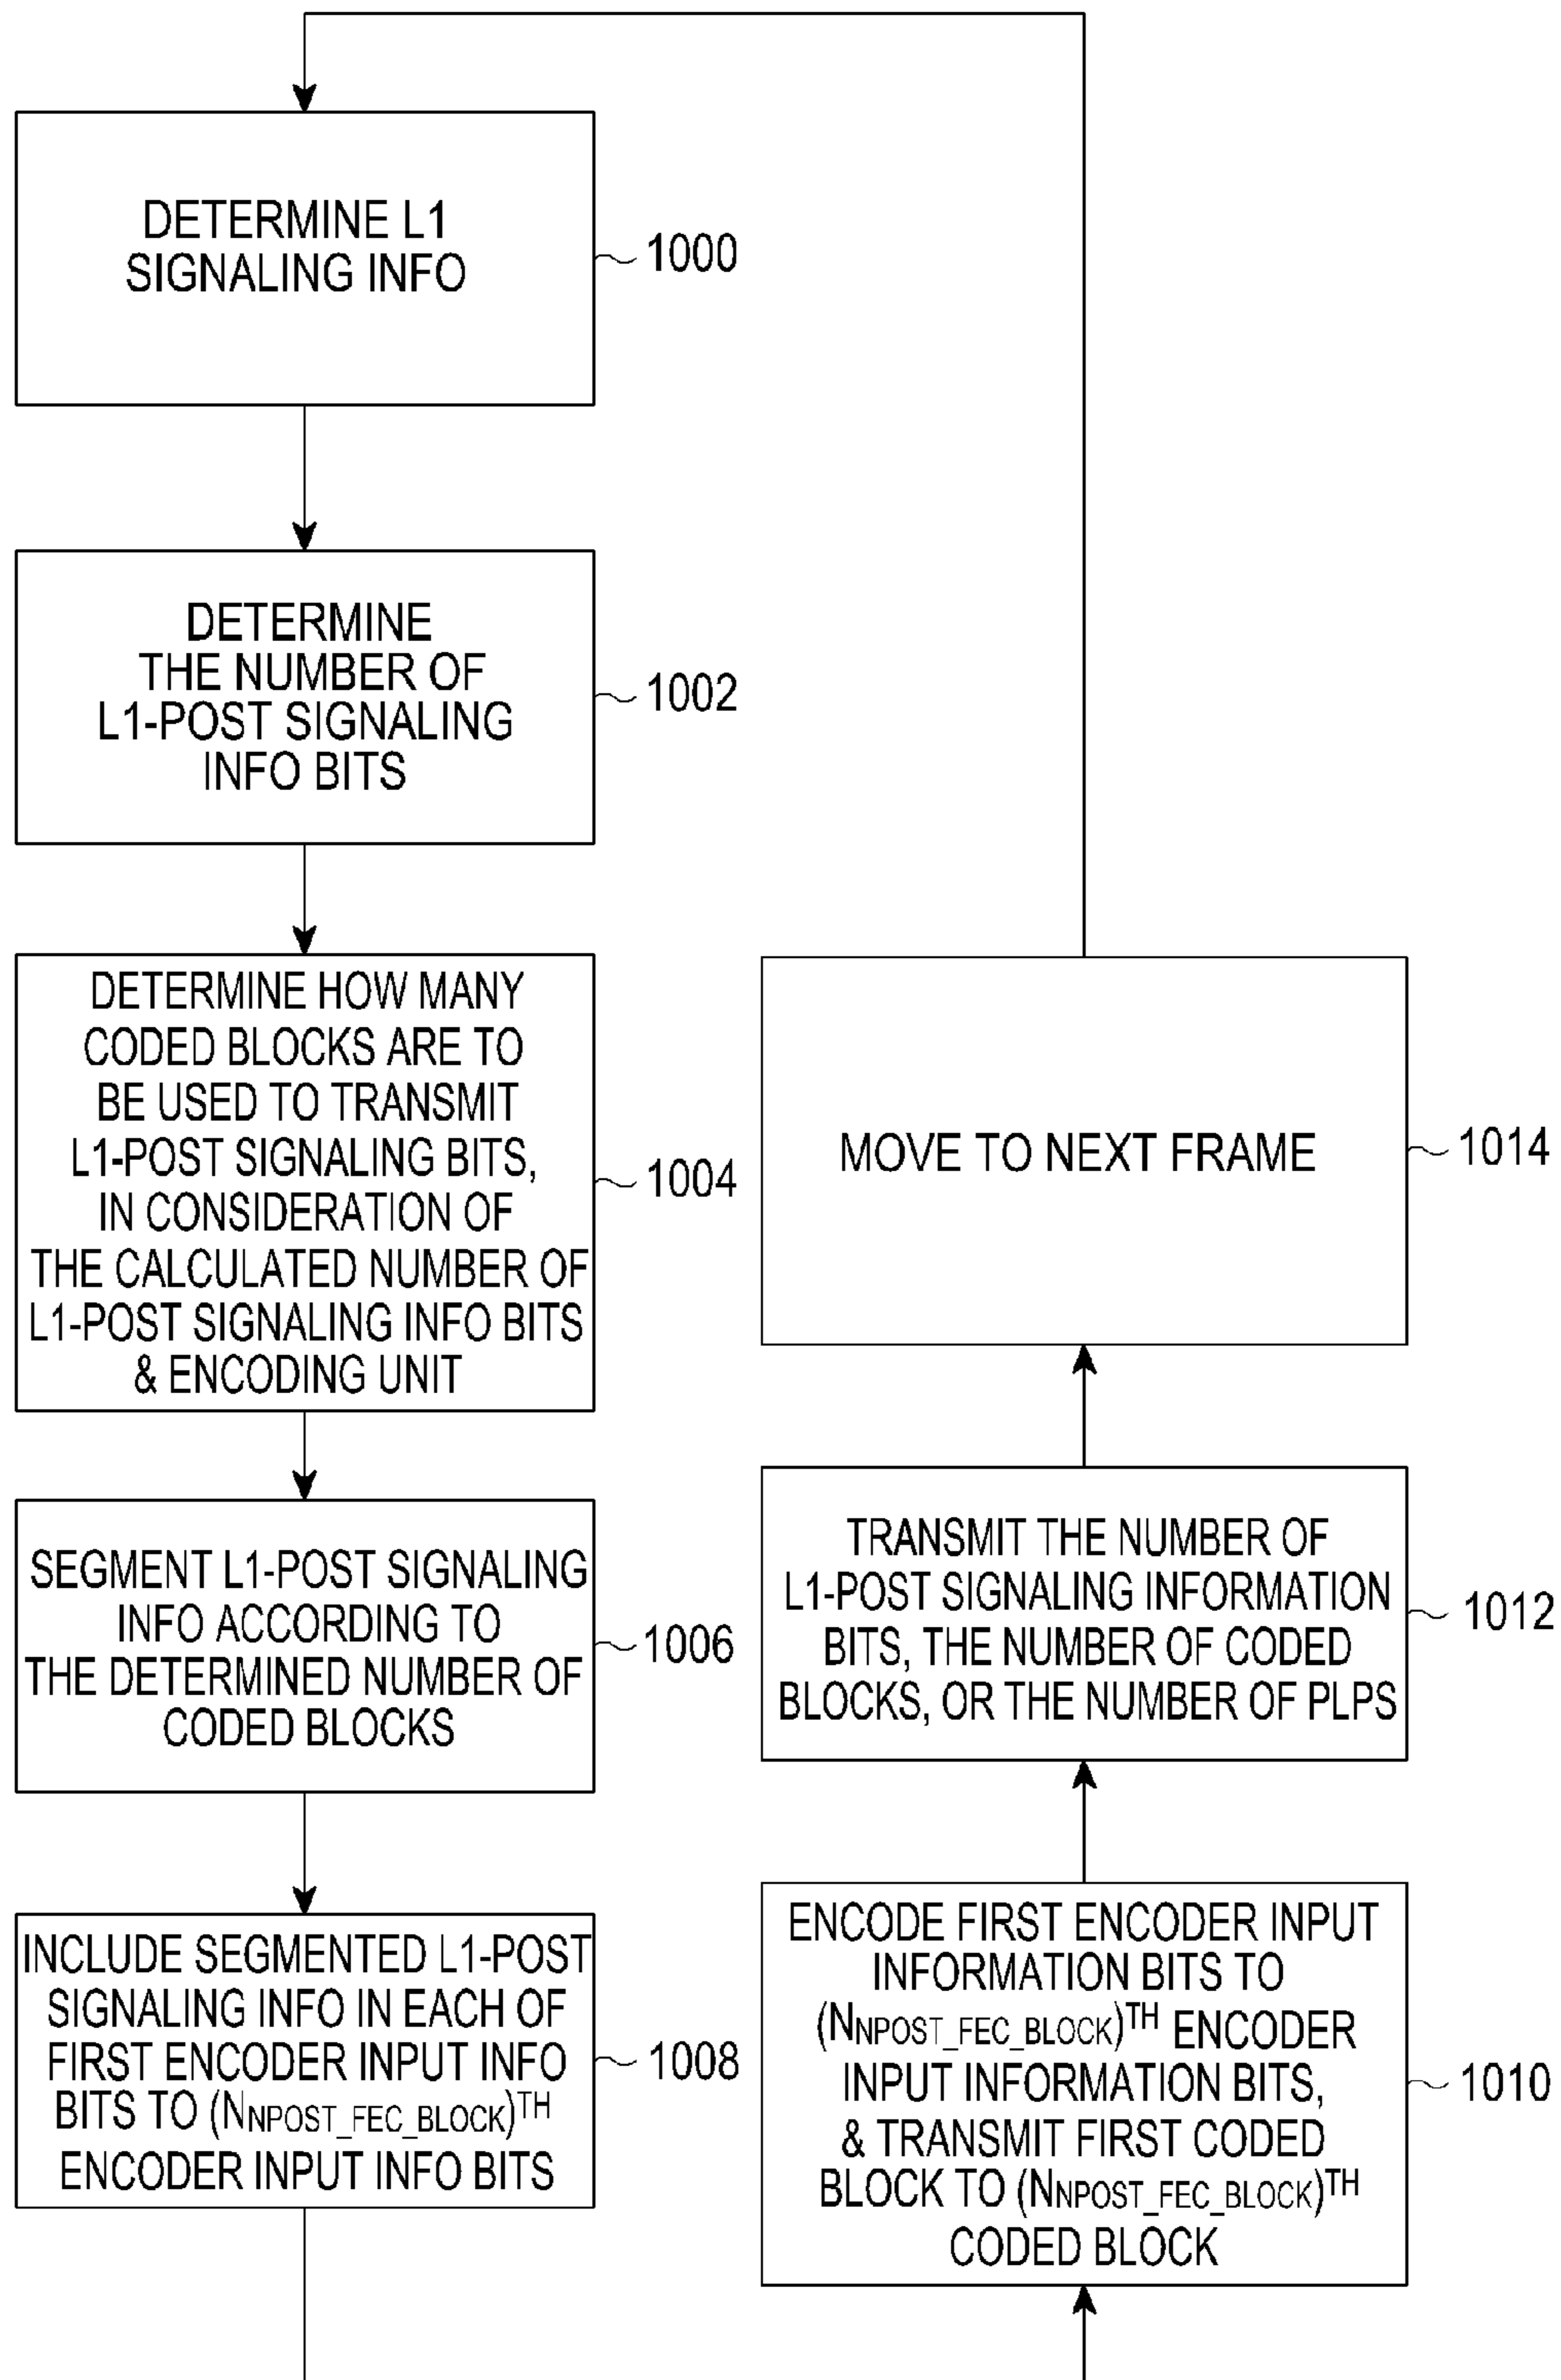 DETERMINE L1
SIGNALING INFO
1000
DETERMINE
THE NUMBER OF
L1-POST SIGNALING
INFO BITS
1002
DETERMINE HOW MANY
CODED BLOCKS ARE TO
BE USED TO TRANSMIT
L1-POST SIGNALING BITS,
IN CONSIDERATION OF
THE CALCULATED NUMBER OF
L1-POST SIGNALING INFO BITS
& ENCODING UNIT
1004
SEGMENT L1-POST SIGNALING
INFO ACCORDING TO
THE DETERMINED NUMBER OF
CODED BLOCKS
1006
INCLUDE SEGMENTED L1-POST
SIGNALING INFO IN EACH OF
FIRST ENCODER INPUT INFO
BITS TO (NNPOST_FEC_BLOCK)TH
ENCODER INPUT INFO BITS
1008
ENCODE FIRST ENCODER INPUT
INFORMATION BITS TO
(NNPOST_FEC_BLOCK)TH ENCODER
INPUT INFORMATION BITS,
& TRANSMIT FIRST CODED
BLOCK TO (NNPOST_FEC_BLOCK)TH
CODED BLOCK
1010
TRANSMIT THE NUMBER OF
L1-POST SIGNALING INFORMATION
BITS, THE NUMBER OF CODED
BLOCKS, OR THE NUMBER OF PLPS
1012
MOVE TO NEXT FRAME
1014